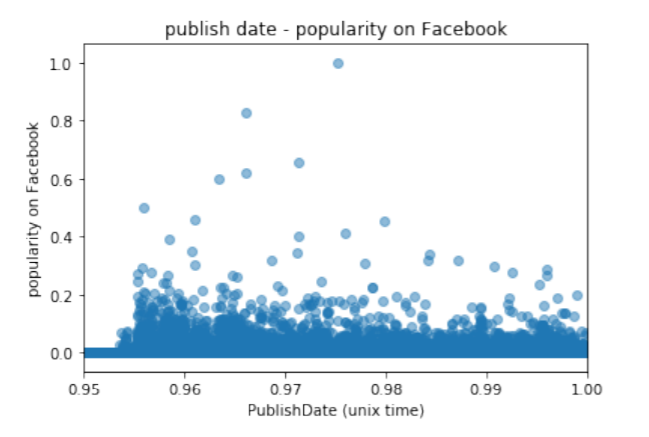 publish date - popularity on Facebook
1.0
0.8
0.6
0.4
0.2
0.0
popularity on Facebook
0.95 0.96 0.97 0.98 0.99 1.00
PublishDate (unix time)